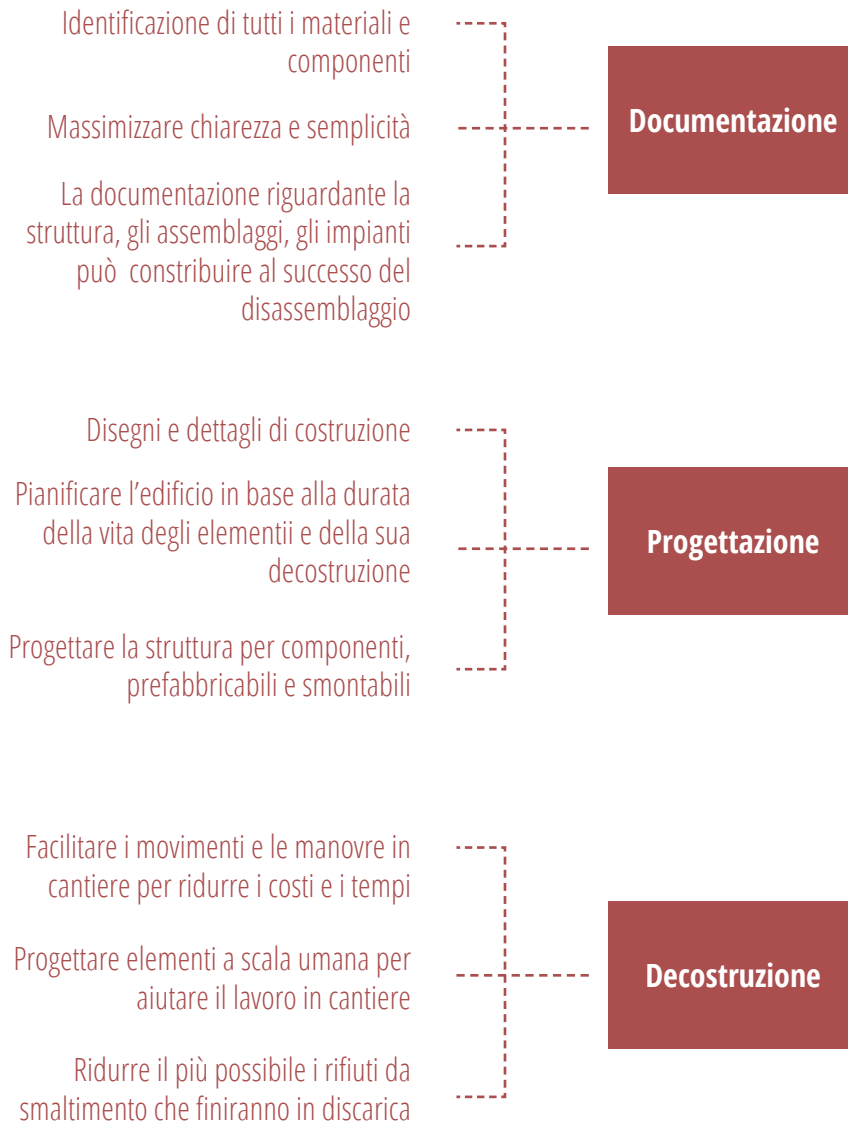 Identificazione di tutti i materiali e
componenti
Massimizzare chiarezza e semplicità
La documentazione riguardante la
struttura, gli assemblaggi, gli impianti
può constribuire al successo del
disassemblaggio
Documentazione
Disegni e dettagli di costruzione
Pianificare l’edificio in base alla durata
della vita degli elementii e della sua
decostruzione
Progettare la struttura per componenti,
prefabbricabili e smontabili
Progettazione
Facilitare i movimenti e le manovre in
cantiere per ridurre i costi e i tempi
Progettare elementi a scala umana per
aiutare il lavoro in cantiere
Ridurre il più possibile i rifiuti da
smaltimento che finiranno in discarica
Decostruzione